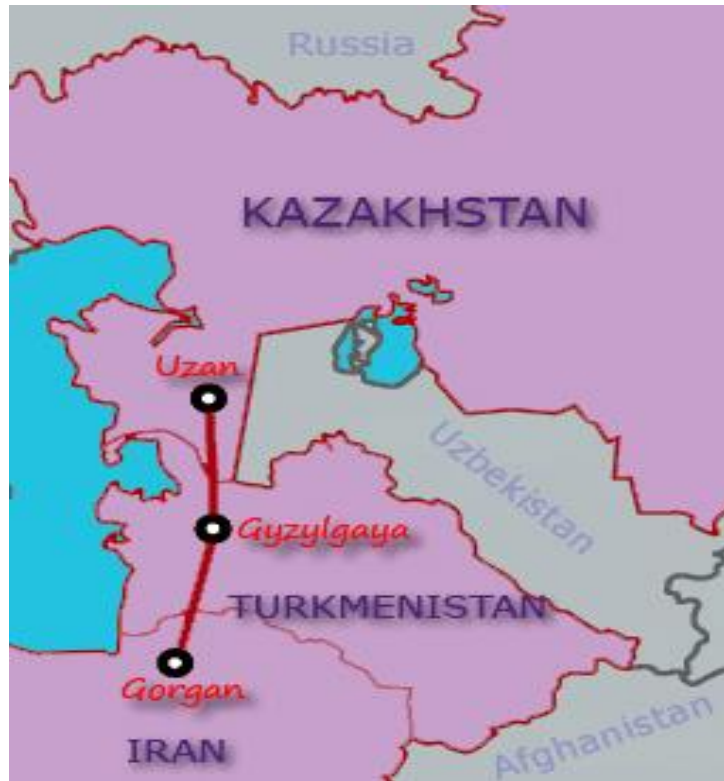 Russia
KAZAKHSTAN
Uzan
Uzbekistan
Gyzylgaya
TURKMENISTAN
Gorgan
IRAN
Afghanistan